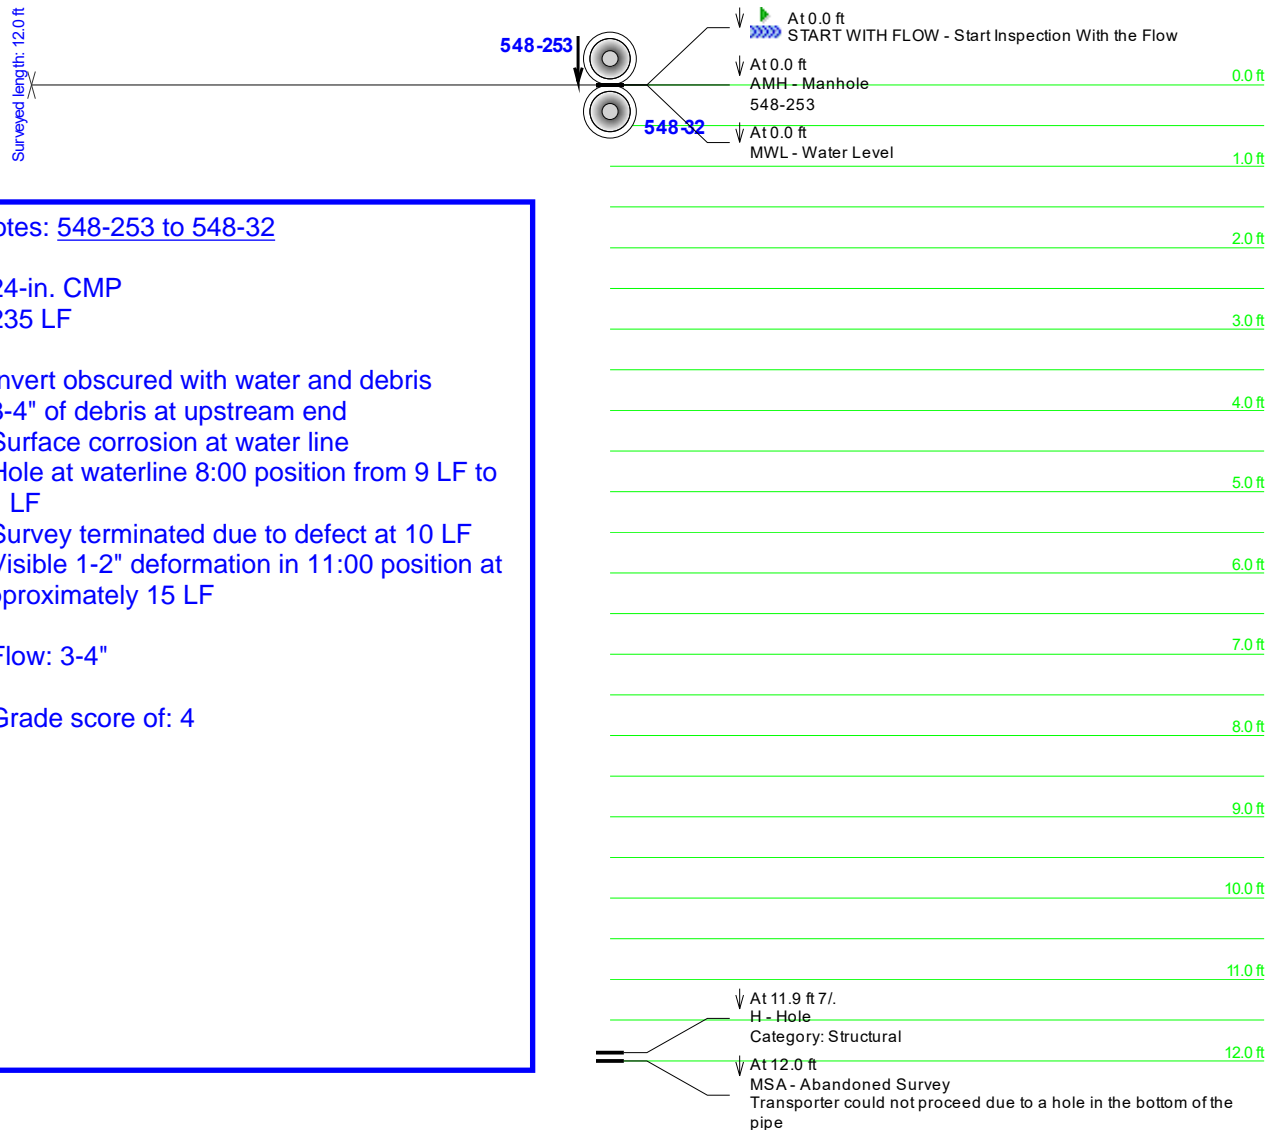 Surveyed length: 12.0 ft
548-253
548-32
At 0.0 ft
START WITH FLOW - Start Inspection With the Flow
At 0.0 ft
AMH - Manhole
548-253
At 0.0 ft
MWL - Water Level
0.0 ft
1.0 ft
2.0 ft
3.0 ft
4.0 ft
5.0 ft
6.0 ft
7.0 ft
8.0 ft
9.0 ft
10.0 ft
11.0 ft
12.0 ft
otes: 548-253 to 548-32
24-in. CMP
235 LF
nvert obscured with water and debris
3-4" of debris at upstream end
Surface corrosion at water line
Hole at waterline 8:00 position from 9 LF to
LF
Survey terminated due to defect at 10 LF
Visible 1-2" deformation in 11:00 position at
pproximately 15 LF
Flow: 3-4"
Grade score of: 4
At 11.9 ft 7/.
H - Hole
Category: Structural
At 12.0 ft
MSA - Abandoned Survey
Transporter could not proceed due to a hole in the bottom of the
pipe